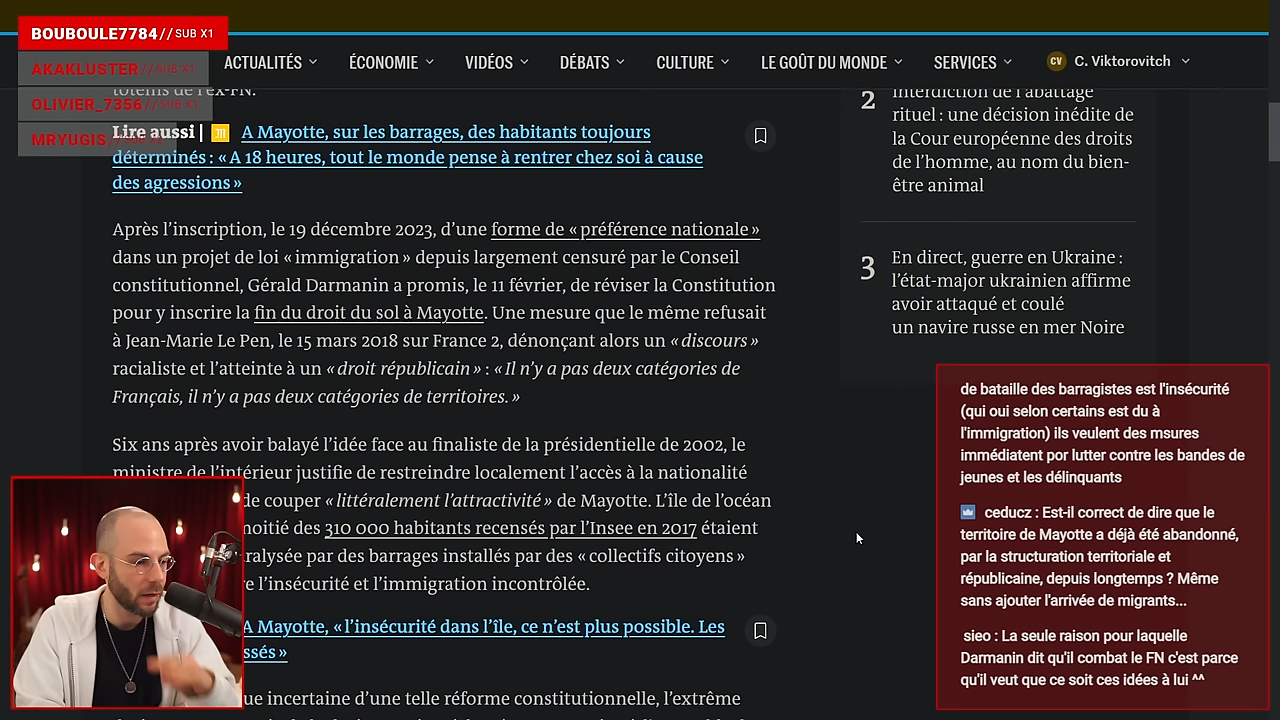 BOUBOULE7784// SUB X1
AKAKLUSTER// SUB X1
OLIVIER_7356// SUB X1
MRYUGIS//
ACTUALITÉS
ÉCONOMIE
VIDÉOS
DÉBATS
CULTURE
LE GOÛT DU MONDE
SERVICES
CV C. Viktorovitch
totems de l'ex-FN.
Lire aussi | A Mayotte, sur les barrages, des habitants toujours
déterminés : « A 18 heures, tout le monde pense à rentrer chez soi à cause
des agressions »
Après l'inscription, le 19 décembre 2023, d'une forme de « préférence nationale »
dans un projet de loi « immigration » depuis largement censuré par le Conseil
constitutionnel, Gérald Darmanin a promis, le 11 février, de réviser la Constitution
pour y inscrire la fin du droit du sol à Mayotte. Une mesure que le même refusait
à Jean-Marie Le Pen, le 15 mars 2018 sur France 2, dénonçant alors un « discours »
racialiste et l'atteinte à un « droit républicain » : « Il n'y a pas deux catégories de
Français, il n'y a pas deux catégories de territoires. »
Six ans après avoir balayé l'idée face au finaliste de la présidentielle de 2002, le
ministre de l'intérieur justifie de restreindre localement l'accès à la nationalité
de couper « littéralement l'attractivité » de Mayotte. L'île de l'océan
moitié des 310 000 habitants recensés par l'Insee en 2017 étaient
ralysée par des barrages installés par des « collectifs citoyens »
e l'insécurité et l'immigration incontrôlée.
A Mayotte, « l'insécurité dans l'île, ce n'est plus possible. Les
ssés »
ue incertaine d'une telle réforme constitutionnelle, l'extrême
2
interdiction de l'abattage
rituel : une décision inédite de
la Cour européenne des droits
de l'homme, au nom du bien-
être animal
3
En direct, guerre en Ukraine :
l'état-major ukrainien affirme
avoir attaqué et coulé
un navire russe en mer Noire
de bataille des barragistes est l'insécurité
(qui oui selon certains est du à
l'immigration) ils veulent des msures
immédiatent por lutter contre les bandes de
jeunes et les délinquants
ceducz : Est-il correct de dire que le
territoire de Mayotte a déjà été abandonné,
par la structuration territoriale et
républicaine, depuis longtemps ? Même
sans ajouter l'arrivée de migrants...
sieo : La seule raison pour laquelle
Darmanin dit qu'il combat le FN c'est parce
qu'il veut que ce soit ces idées à lui ^^